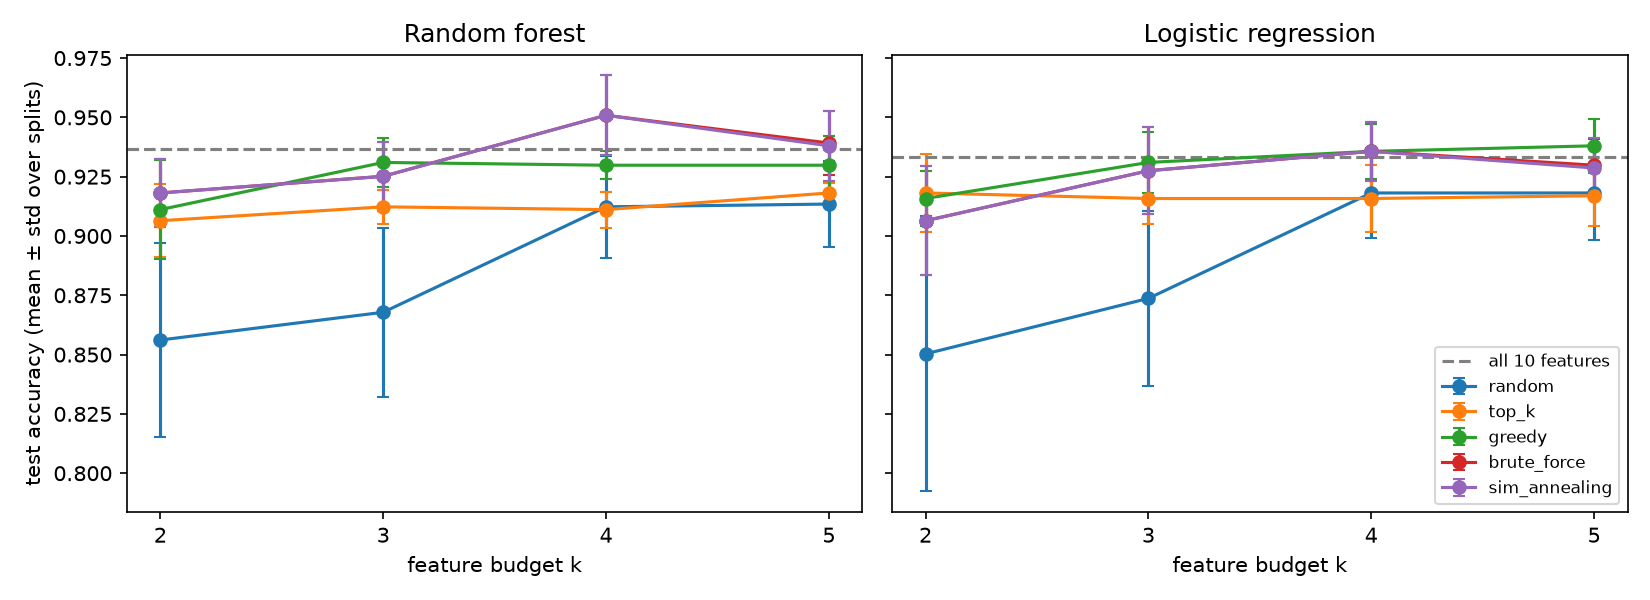 Random forest
Logistic regression
test accuracy (mean ± std over splits)
0.975
0.950
0.925
0.900
0.875
0.850
0.825
0.800
2 3 4 5
feature budget k
2 3 4 5
feature budget k
all 10 features
random
top_k
greedy
brute_force
sim_annealing